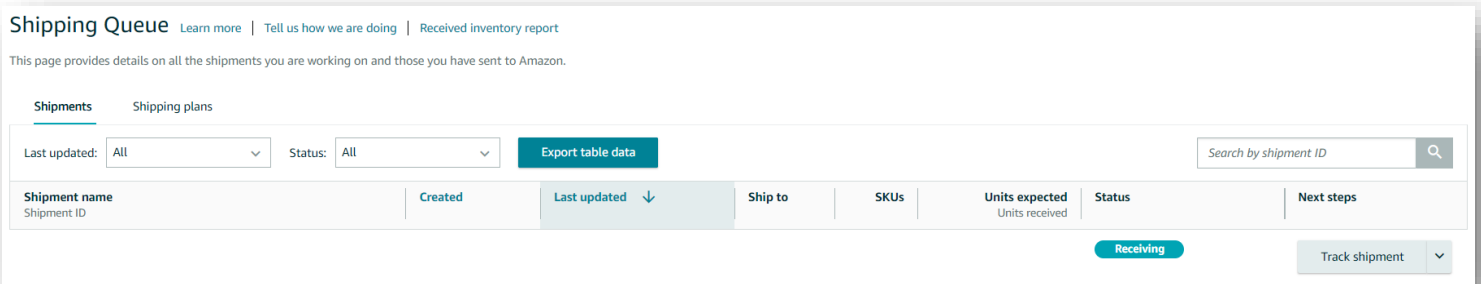 Shipping Queue Learn more | Tell us how we are doing | Received inventory report
This page provides details on all the shipments you are working on and those you have sent to Amazon.
Shipments Shipping plans
Last updated: All Status: All Export table data Search by shipment ID
Shipment name Created Last updated Ship to SKUs Units expected Status Next steps
Shipment ID Units received
Receiving
Track shipment